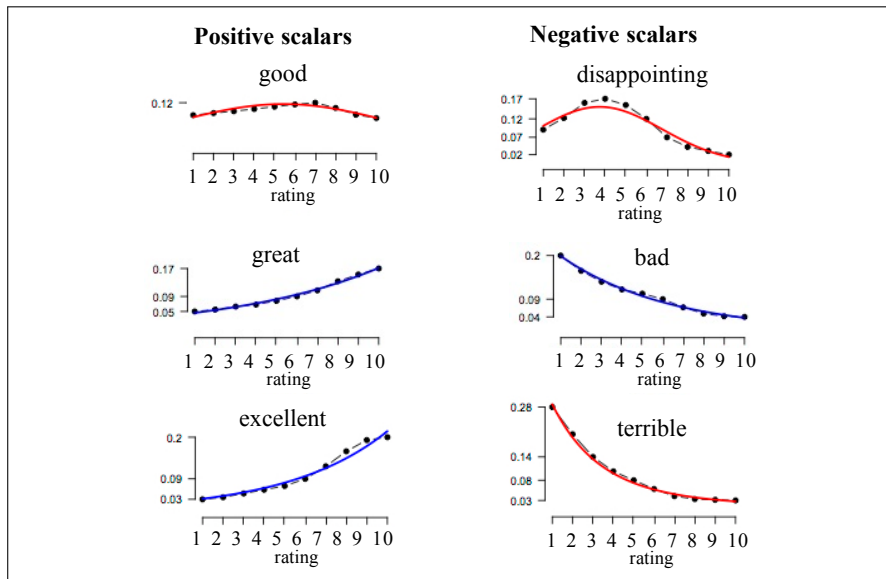 Positive scalars
Negative scalars
good
0.12
1 2 3 4 5 6 7 8 9 10
rating
disappointing
0.17
0.12
0.07
0.02
1 2 3 4 5 6 7 8 9 10
rating
great
0.17
0.09
0.05
1 2 3 4 5 6 7 8 9 10
rating
bad
0.2
0.09
0.04
1 2 3 4 5 6 7 8 9 10
rating
excellent
0.2
0.09
0.03
1 2 3 4 5 6 7 8 9 10
rating
terrible
0.28
0.14
0.08
0.03
1 2 3 4 5 6 7 8 9 10
rating